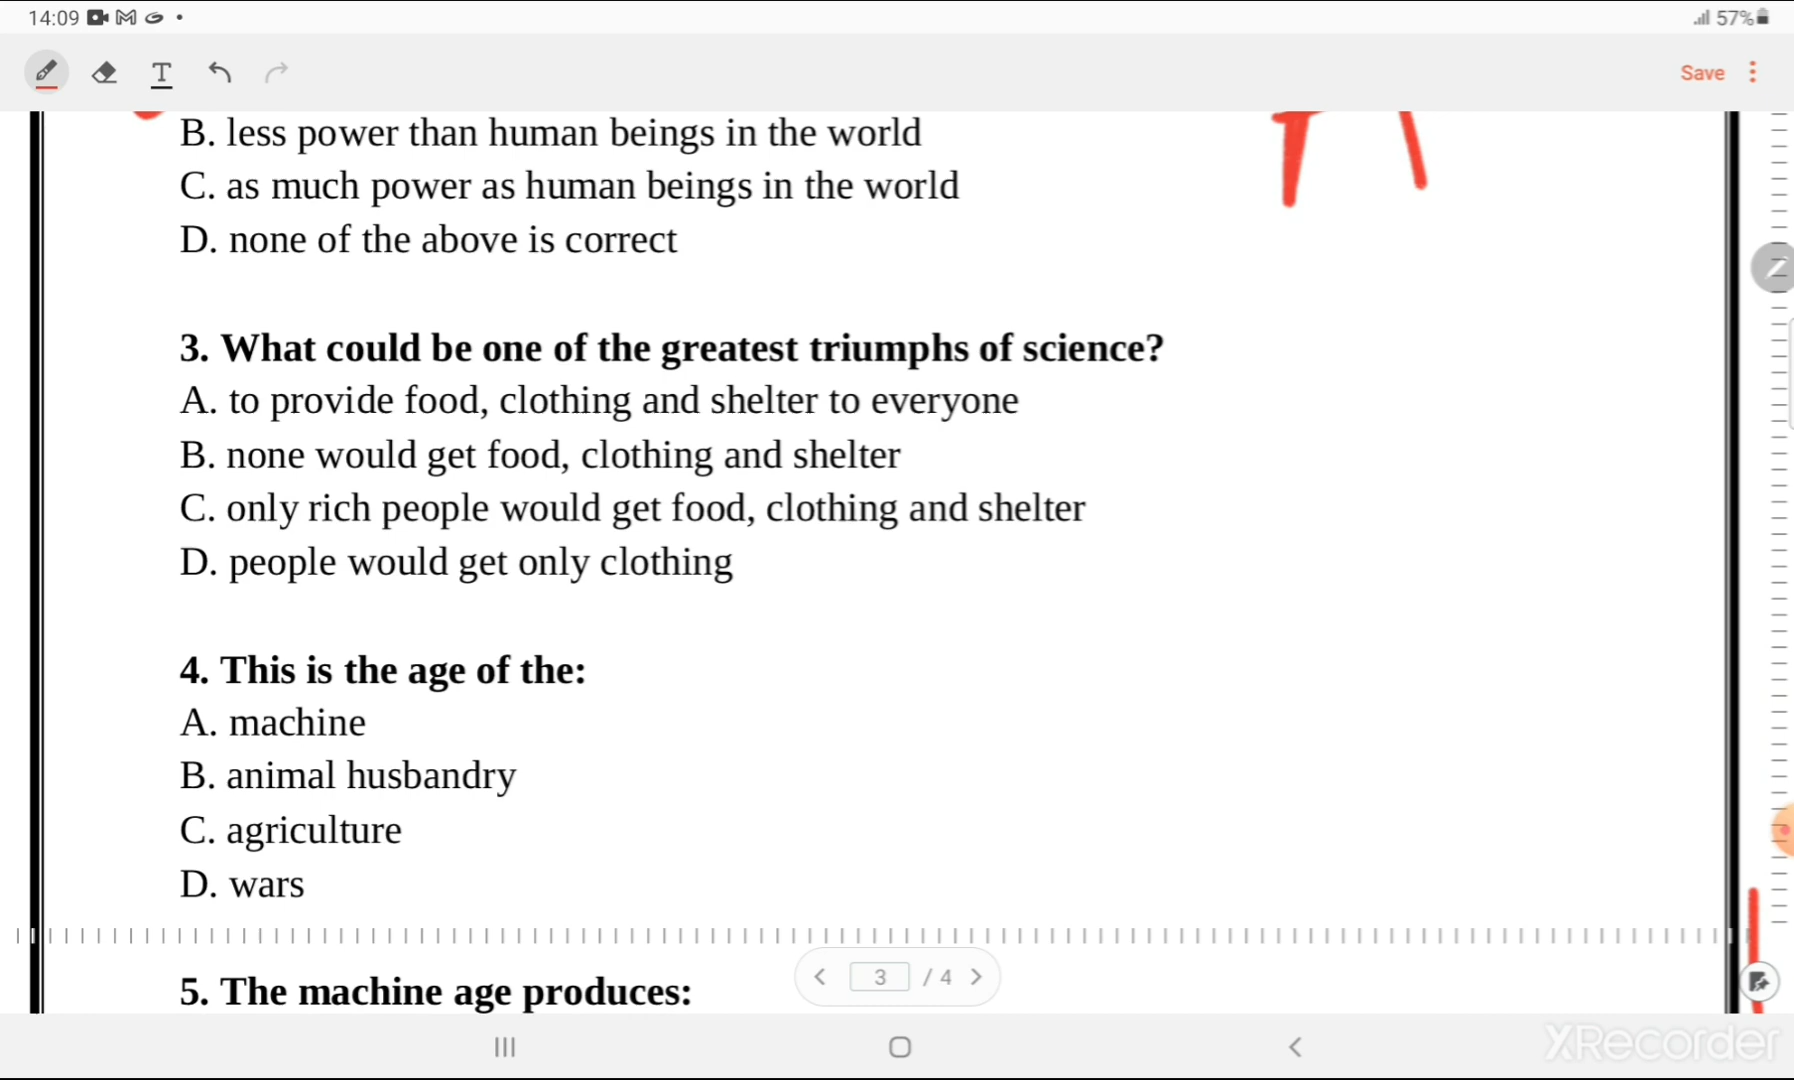 14:09
57%
Save
B. less power than human beings in the world
C. as much power as human beings in the world
D. none of the above is correct
3. What could be one of the greatest triumphs of science?
A. to provide food, clothing and shelter to everyone
B. none would get food, clothing and shelter
C. only rich people would get food, clothing and shelter
D. people would get only clothing
4. This is the age of the:
A. machine
B. animal husbandry
C. agriculture
D. wars
5. The machine age produces:
3 / 4
XRecorder